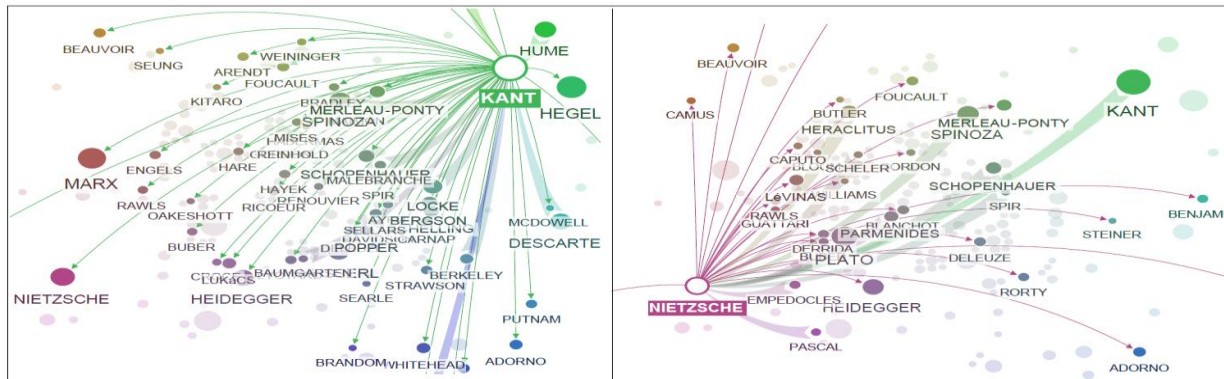 HUME
BEAUVOIR
SEUNG
WEININGER
ARENDT
FOUCAULT
KANT
HEGEL
KITARO
BRADLEY
MERLEAU-PONTY
SPINOZA
MISES
CREINHOLD
HARE
MARX
ENGELS
SCHOPENHAUER
MALEBRANCHE
HAYEK
RENOUVIER
SPIR
RAWLS
RICOEUR
OAKESHOTT
LOCKE
BERGSON
SELLARS
MCDOWELL
DESCARTE
BUBER
POPPER
CARNAP
LUKaCS
BAUMGARTEN
NIETZSCHE
HEIDEGGER
BERKELEY
STRAWSON
SEARLE
PUTNAM
BRANDOM
WHITEHEAD
ADORNO
BEAUVOIR
FOUCAULT
KANT
CAMUS
BUTLER
HERACLITUS
MERLEAU-PONTY
SPINOZA
CAPUTO
SCHELER
SCHOPENHAUER
LéVINAS
SPIR
BENJAM
RAWLS
GUATTARI
BLANCHOT
STEINER
PARMENIDES
DERRIDA
PLATO
DELEUZE
RORTY
NIETZSCHE
EMPEDOCLES
HEIDEGGER
PASCAL
ADORNO